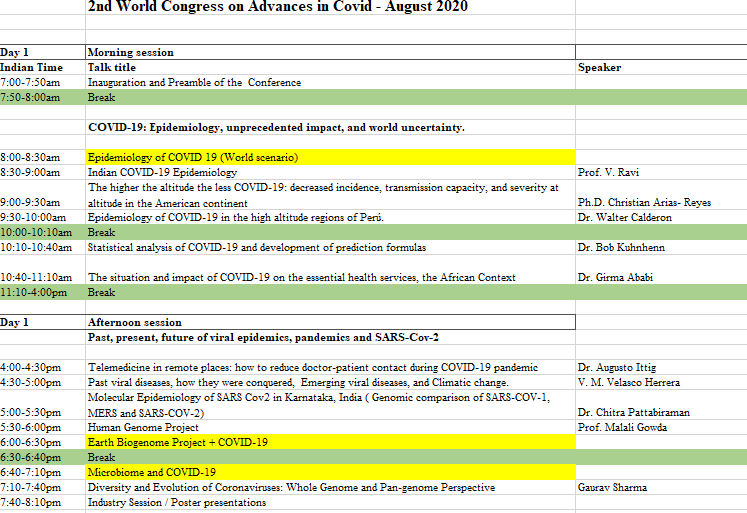 2nd World Congress on Advances in Covid - August 2020
Day 1 Morning session
Indian Time Talk title Speaker
7:00-7:50am Inauguration and Preamble of the Conference
7:50-8:00am Break
COVID-19: Epidemiology, unprecedented impact, and world uncertainty.
8:00-8:30am Epidemiology of COVID 19 (World scenario)
8:30-9:00am Indian COVID-19 Epidemiology Prof. V. Ravi
The higher the altitude the less COVID-19: decreased incidence, transmission capacity, and severity at
9:00-9:30am altitude in the American continent Ph.D. Christian Arias- Reyes
9:30-10:00am Epidemiology of COVID-19 in the high altitude regions of Perú. Dr. Walter Calderon
10:00-10:10am Break
10:10-10:40am Statistical analysis of COVID-19 and development of prediction formulas Dr. Bob Kuhnhenn
10:40-11:10am The situation and impact of COVID-19 on the essential health services, the African Context Dr. Girma Ababi
11:10-4:00pm Break
Day 1 Afternoon session
Past, present, future of viral epidemics, pandemics and SARS-Cov-2
4:00-4:30pm Telemedicine in remote places: how to reduce doctor-patient contact during COVID-19 pandemic Dr. Augusto Ittig
4:30-5:00pm Past viral diseases, how they were conquered, Emerging viral diseases, and Climatic change. V. M. Velasco Herrera
Molecular Epidemiology of SARS Cov2 in Karnataka, India ( Genomic comparison of SARS-COV-1,
5:00-5:30pm MERS and SARS-COV-2) Dr. Chitra Pattabiraman
5:30-6:00pm Human Genome Project Prof. Malali Gowda
6:00-6:30pm Earth Biogenome Project + COVID-19
6:30-6:40pm Break
6:40-7:10pm Microbiome and COVID-19
7:10-7:40pm Diversity and Evolution of Coronaviruses: Whole Genome and Pan-genome Perspective Gaurav Sharma
7:40-8:10pm Industry Session / Poster presentations